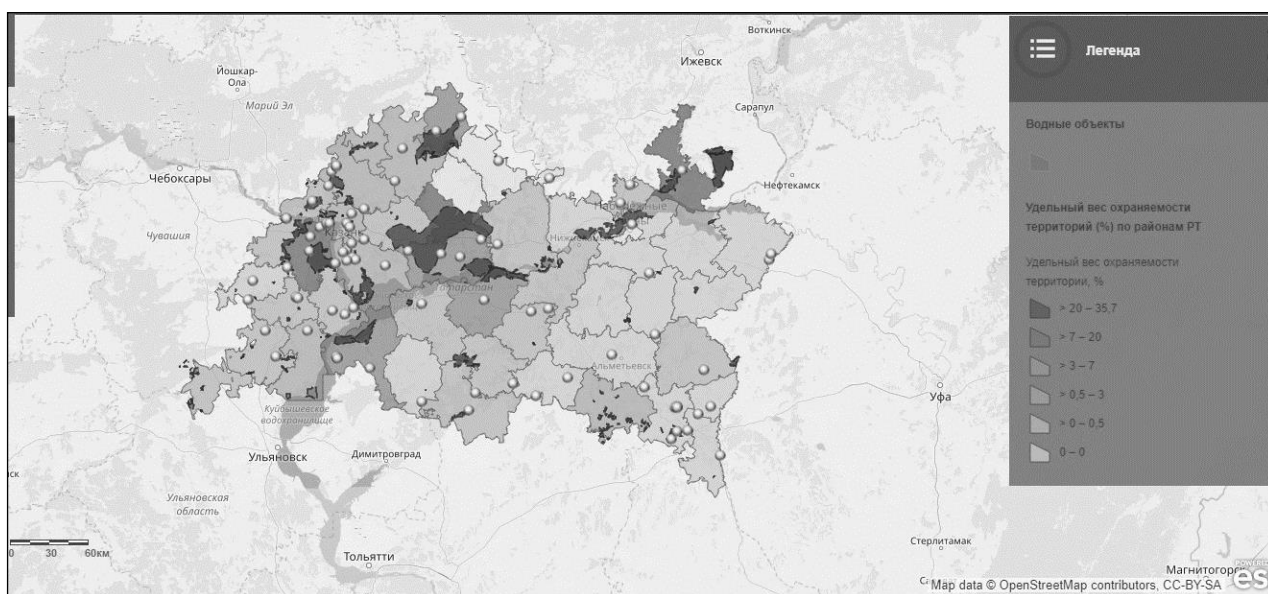 Воткинск
Ижевск
Йошкар-
Ола
Марий Эл
Сарапул
Чебоксары
Нефтекамск
Чувашия
Казань
Нижнекамск
Татарстан
Альметьевск
Уфа
Куйбышевское
водохранилище
Ульяновск
Димитровград
Ульяновская
область
Стерлитамак
Тольятти
Магнитогорск
0 30 60км
Легенда
Водные объекты
Удельный вес охраняемости
территорий (%) по районам РТ
Удельный вес охраняемости
территории, %
> 20 – 35,7
> 7 – 20
> 3 – 7
> 0,5 – 3
> 0 – 0,5
0 – 0
Map data © OpenStreetMap contributors, CC-BY-SA
POWERED
es